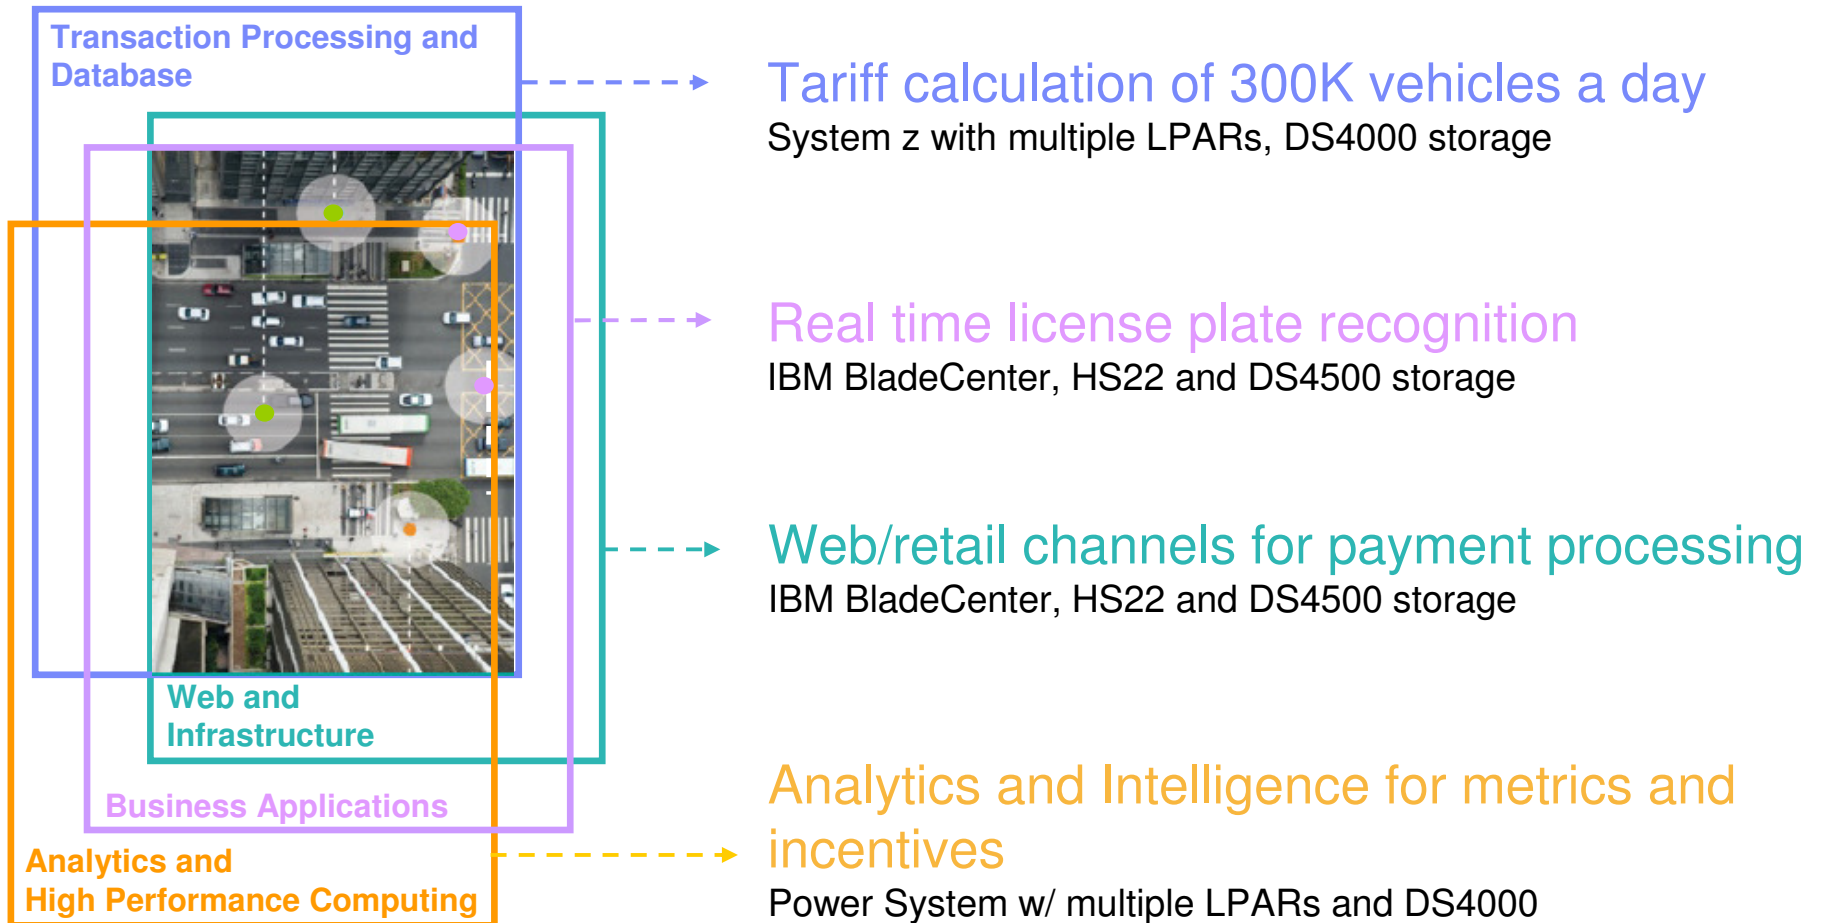 Transaction Processing and
Database
Tariff calculation of 300K vehicles a day
System z with multiple LPARs, DS4000 storage
Real time license plate recognition
IBM BladeCenter, HS22 and DS4500 storage
Web/retail channels for payment processing
IBM BladeCenter, HS22 and DS4500 storage
Web and
Infrastructure
Business Applications
Analytics and Intelligence for metrics and
incentives
Power System w/ multiple LPARs and DS4000
Analytics and
High Performance Computing